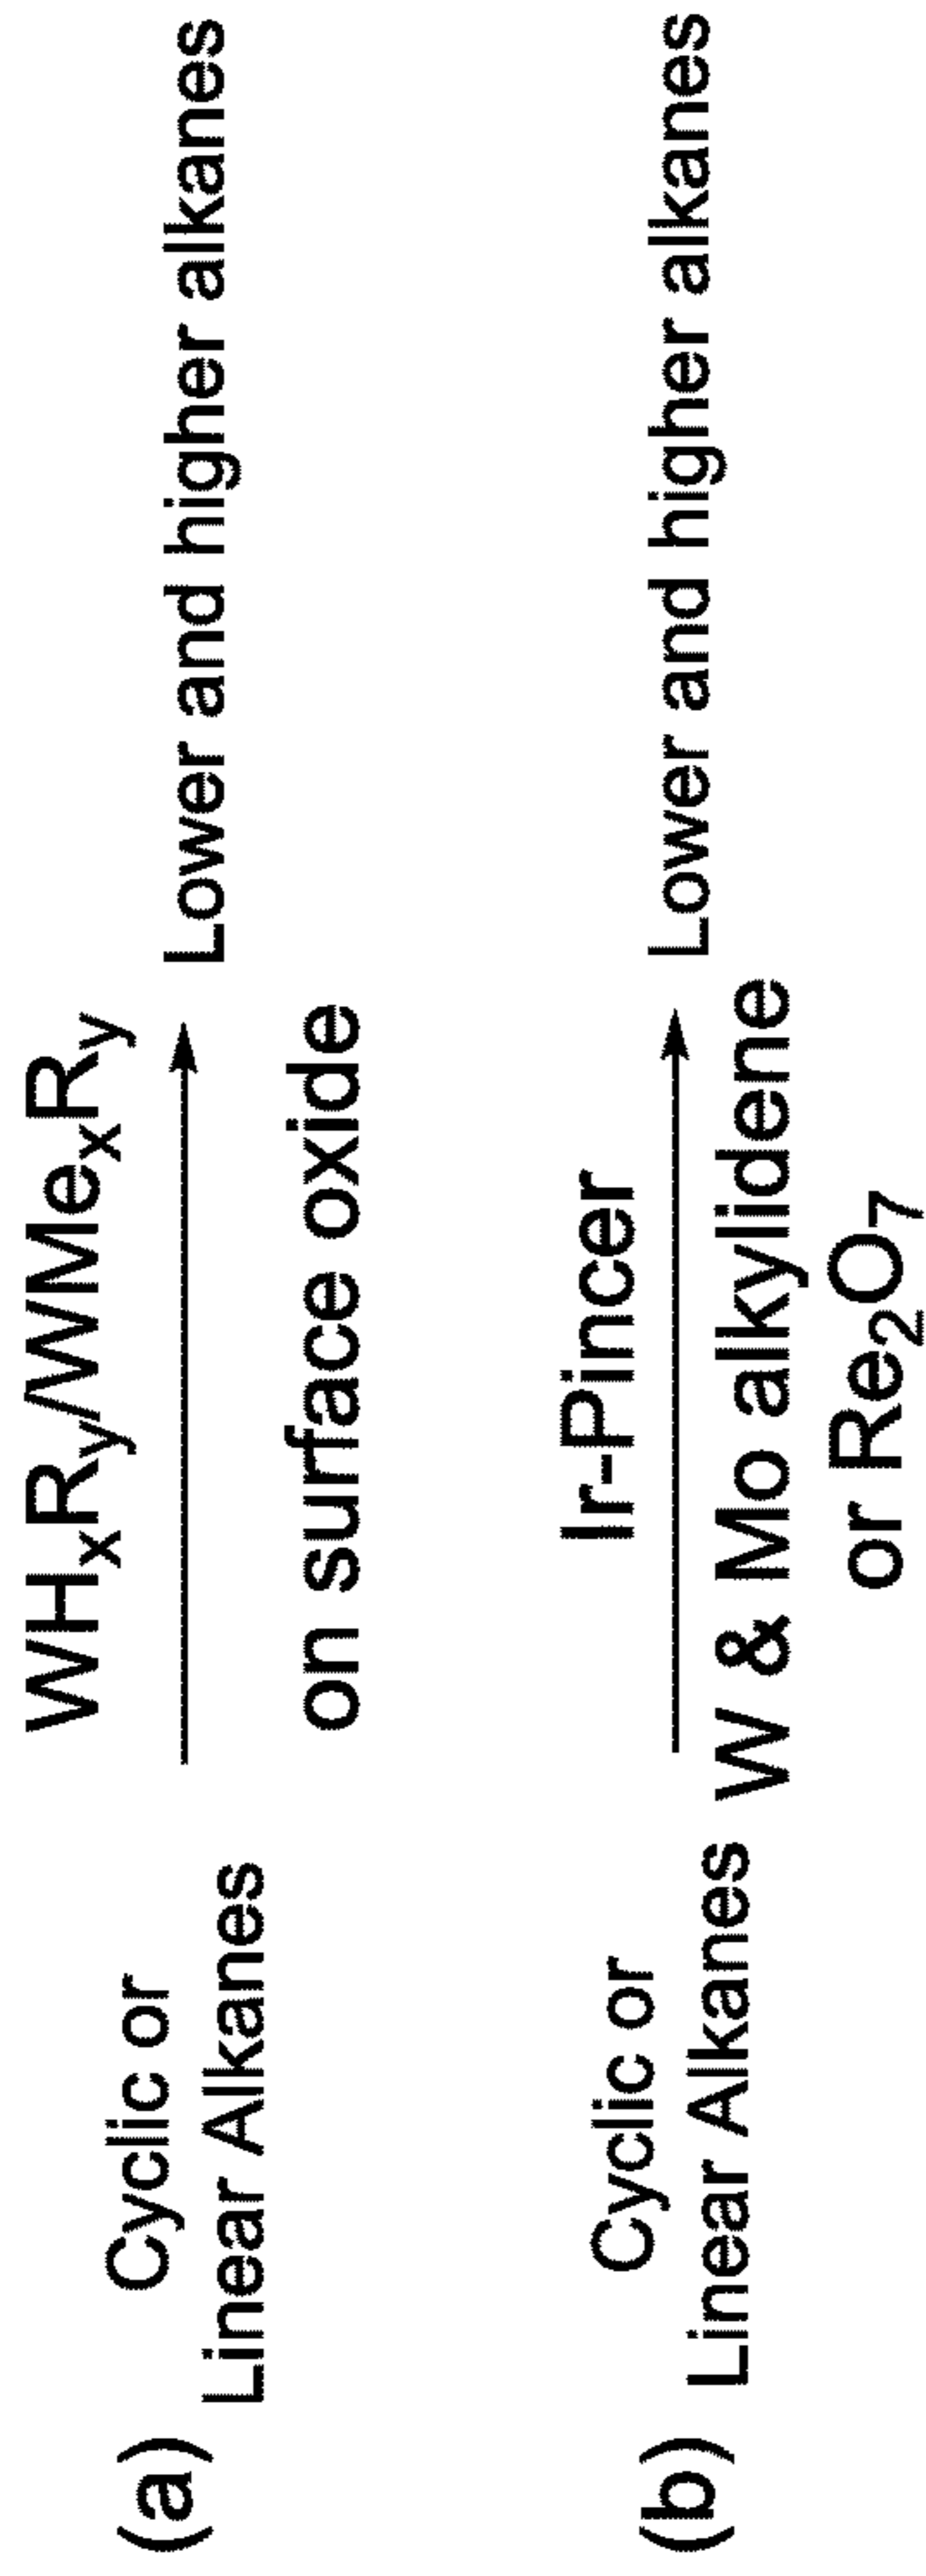 WHxRy/WMexRy
(a) Cyclic or
Linear Alkanes
Lower and higher alkanes
on surface oxide
Ir-Pincer
(b) Cyclic or
Linear Alkanes
Lower and higher alkanes
W & Mo alkylidene
or Re2O7